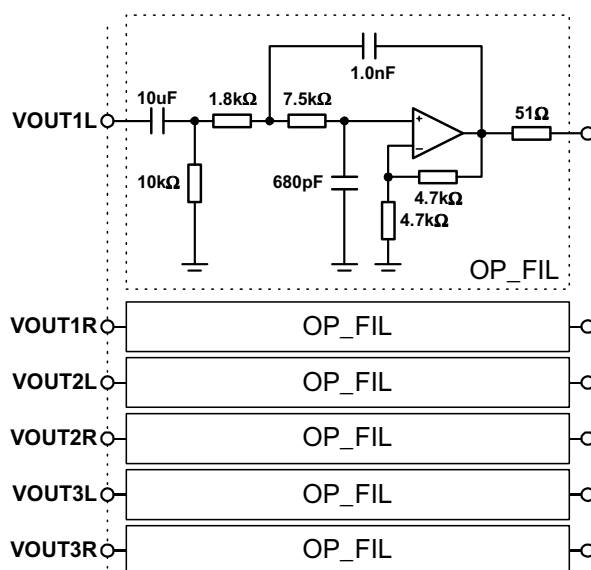 1.0nF
10uF
1.8kΩ
7.5kΩ
51Ω
VOUT1L
+
−
10kΩ
680pF
4.7kΩ
4.7kΩ
OP_FIL
VOUT1R OP_FIL
VOUT2L OP_FIL
VOUT2R OP_FIL
VOUT3L OP_FIL
VOUT3R OP_FIL